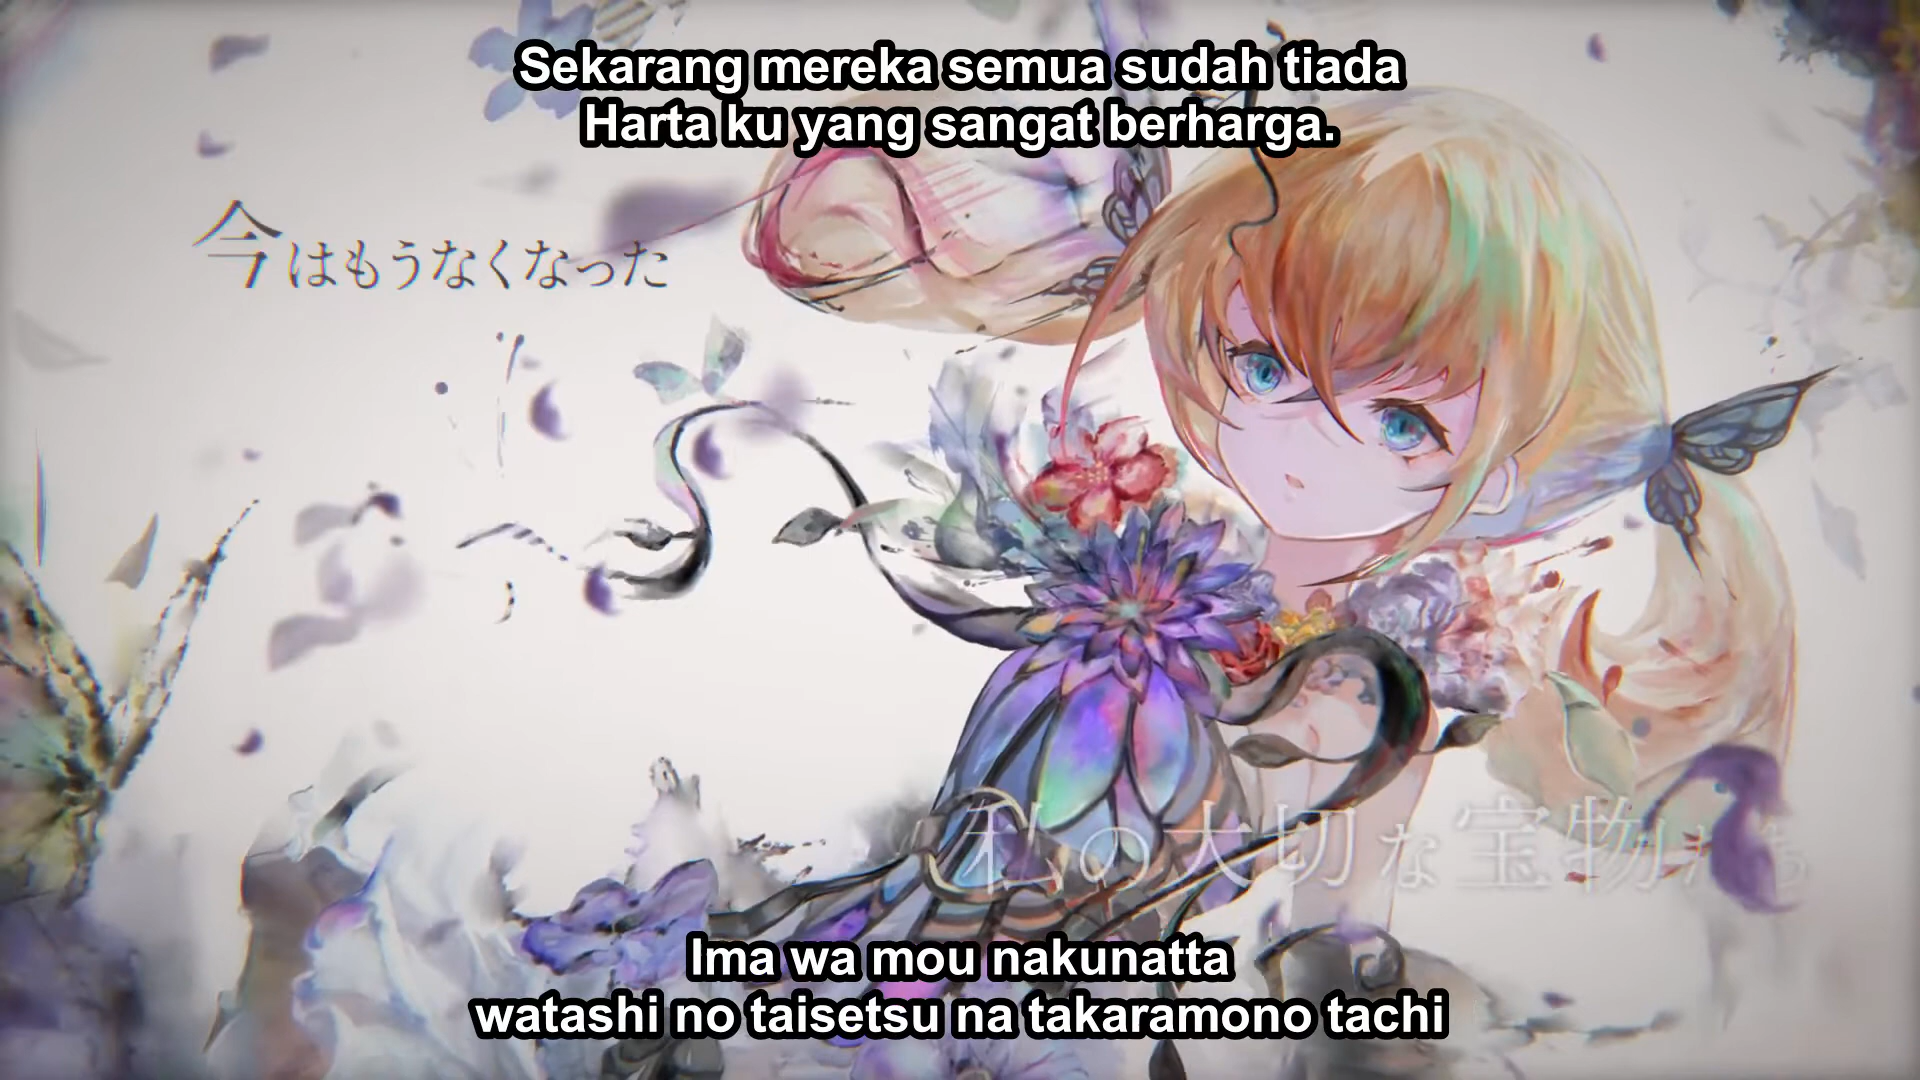 Sekarang mereka semua sudah tiada
Harta ku yang sangat berharga.
今はもうなくなった
私の大切な宝物たち
Ima wa mou nakunatta
watashi no taisetsu na takaramono tachi